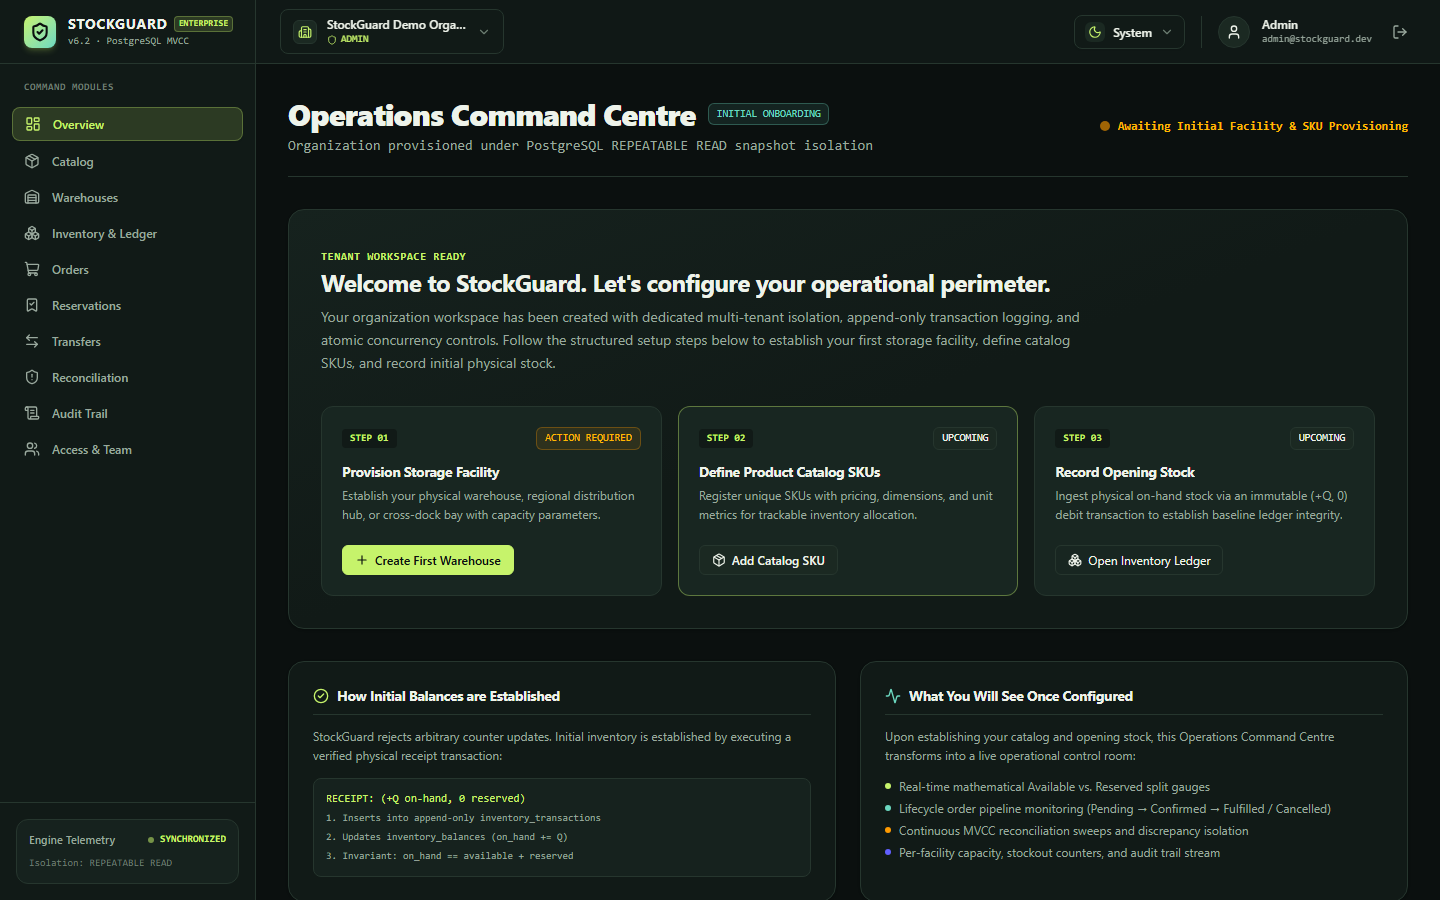 STOCKGUARD ENTERPRISE
v6.2 · PostgreSQL MVCC
StockGuard Demo Orga...
ADMIN
System
Admin
admin@stockguard.dev
COMMAND MODULES
Overview
Catalog
Warehouses
Inventory & Ledger
Orders
Reservations
Transfers
Reconciliation
Audit Trail
Access & Team
Engine Telemetry SYNCHRONIZED
Isolation: REPEATABLE READ
Operations Command Centre INITIAL ONBOARDING
Organization provisioned under PostgreSQL REPEATABLE READ snapshot isolation
Awaiting Initial Facility & SKU Provisioning
TENANT WORKSPACE READY
Welcome to StockGuard. Let's configure your operational perimeter.
Your organization workspace has been created with dedicated multi-tenant isolation, append-only transaction logging, and
atomic concurrency controls. Follow the structured setup steps below to establish your first storage facility, define catalog
SKUs, and record initial physical stock.
STEP 01 ACTION REQUIRED
Provision Storage Facility
Establish your physical warehouse, regional distribution
hub, or cross-dock bay with capacity parameters.
Create First Warehouse
STEP 02 UPCOMING
Define Product Catalog SKUs
Register unique SKUs with pricing, dimensions, and unit
metrics for trackable inventory allocation.
Add Catalog SKU
STEP 03 UPCOMING
Record Opening Stock
Ingest physical on-hand stock via an immutable (+Q, 0)
debit transaction to establish baseline ledger integrity.
Open Inventory Ledger
How Initial Balances are Established
StockGuard rejects arbitrary counter updates. Initial inventory is established by executing a
verified physical receipt transaction:
RECEIPT: (+Q on-hand, 0 reserved)
1. Inserts into append-only inventory_transactions
2. Updates inventory_balances (on_hand += Q)
3. Invariant: on_hand == available + reserved
What You Will See Once Configured
Upon establishing your catalog and opening stock, this Operations Command Centre
transforms into a live operational control room:
Real-time mathematical Available vs. Reserved split gauges
Lifecycle order pipeline monitoring (Pending → Confirmed → Fulfilled / Cancelled)
Continuous MVCC reconciliation sweeps and discrepancy isolation
Per-facility capacity, stockout counters, and audit trail stream